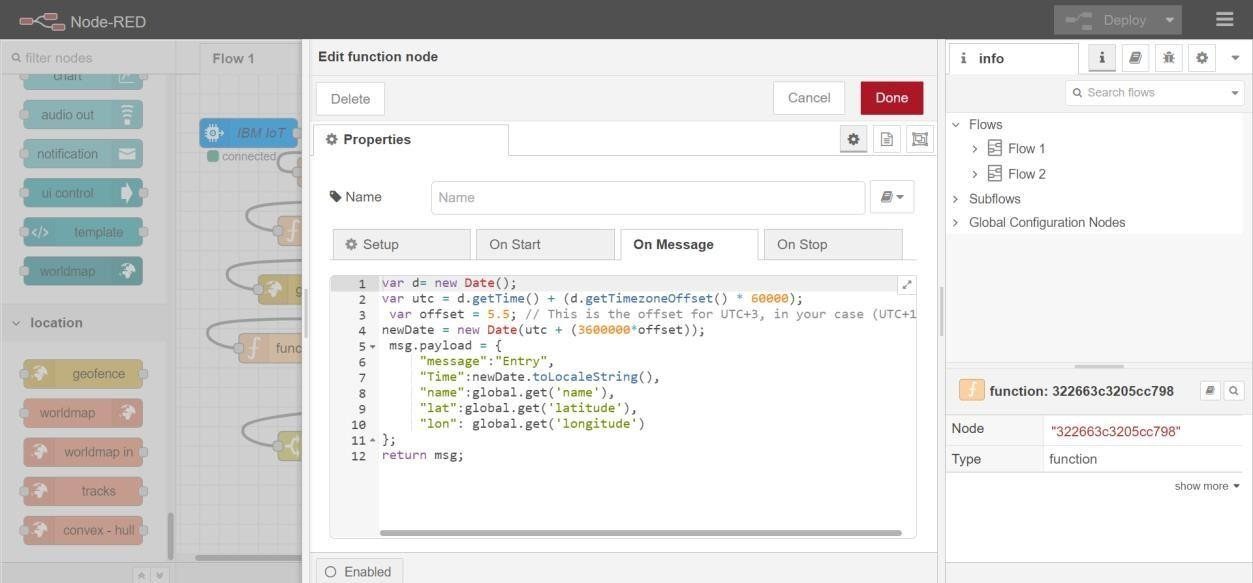 Node-RED
Deploy
filter nodes
chart
audio out
notification
ui control
template
worldmap
location
geofence
worldmap
worldmap in
tracks
convex - hull
Flow 1
IBM IoT
connected
func
Edit function node
Delete
Cancel
Done
Properties
Name
Name
Setup
On Start
On Message
On Stop
1 var d= new Date();
2 var utc = d.getTime() + (d.getTimezoneOffset() * 60000);
3 var offset = 5.5; // This is the offset for UTC+3, in your case (UTC+1
4 newDate = new Date(utc + (3600000*offset));
5 msg.payload = {
6 "message":"Entry",
7 "Time":newDate.toLocaleString(),
8 "name":global.get('name'),
9 "lat":global.get('latitude'),
10 "lon": global.get('longitude')
11 };
12 return msg;
Enabled
i info
i
Search flows
Flows
Flow 1
Flow 2
Subflows
Global Configuration Nodes
function: 322663c3205cc798
Node "322663c3205cc798"
Type function
show more